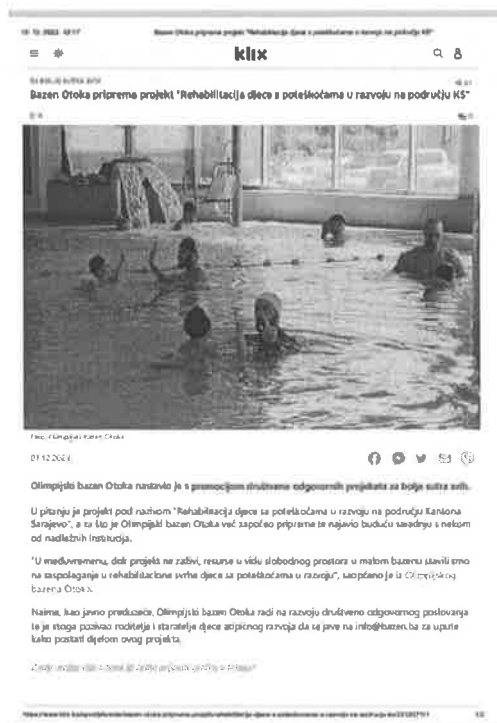 klix
Bazen Otoka priprema projekt "Rehabilitacija djece s poteškoćama u razvoju na području KS"
Olimpijski bazen Otoka nastavio je s promocijom društveno odgovornih projekata za bolje sutra svih.
U pitanju je projekt pod nazivom "Rehabilitacija djece sa poteškoćama u razvoju na području Kantona
Sarajevo", a za što je Olimpijski bazen Otoka već započeo pripreme te najavio buduću saradnju s nekom
od nadležnih institucija.
"U međuvremenu, dok projekt ne zaživi, resurse u vidu slobodnog prostora u malom bazenu stavili smo
na raspolaganje u rehabilitacione svrhe djece sa poteškoćama u razvoju", saopćeno je iz Olimpijskog
bazena Otoka.
Naime, kao javno preduzeće, Olimpijski bazen Otoka radi na razvoju društveno odgovornog poslovanja
te je stoga pozivao roditelje i staratelje djece atipičnog razvoja da se jave na info@bazen.ba za upute
kako postati dijelom ovog projekta.